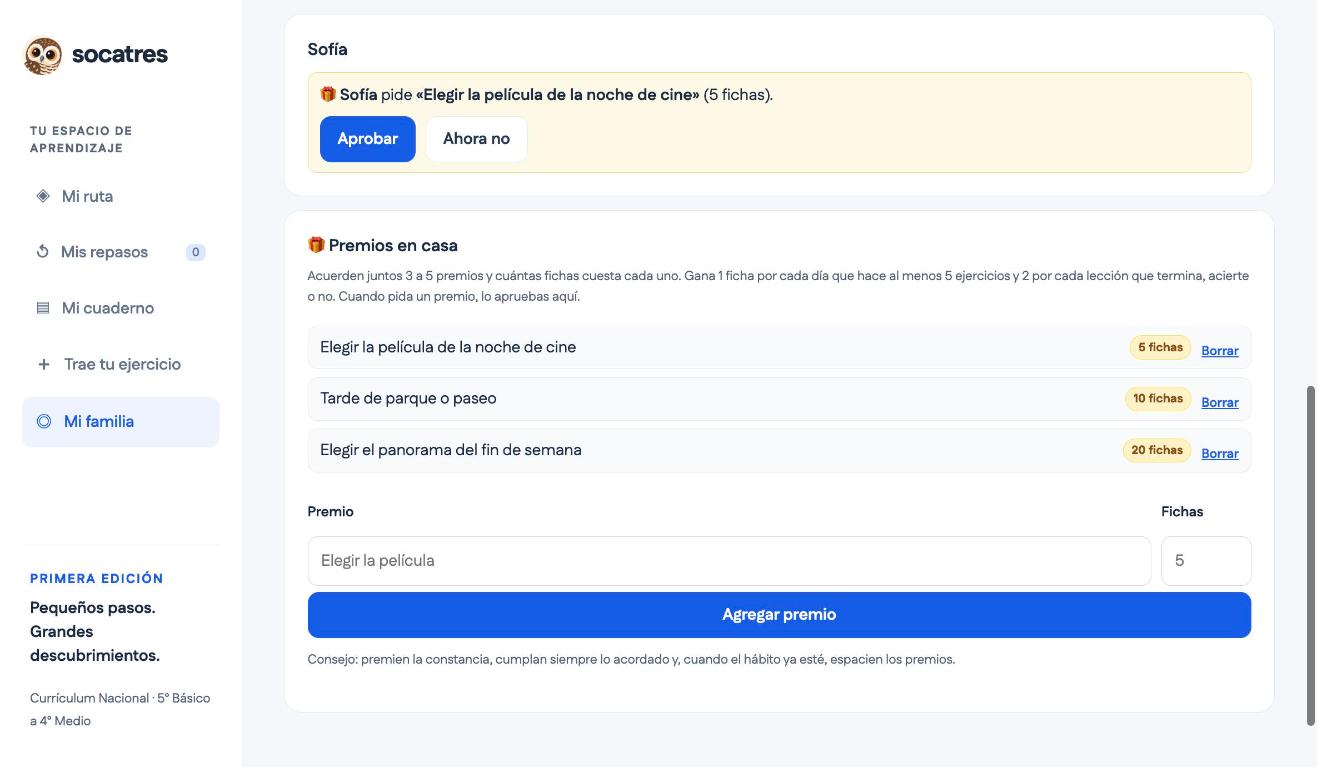 socatres
TU ESPACIO DE
APRENDIZAJE
Mi ruta
Mis repasos 0
Mi cuaderno
Trae tu ejercicio
Mi familia
PRIMERA EDICIÓN
Pequeños pasos.
Grandes
descubrimientos.
Currículum Nacional · 5° Básico
a 4° Medio
Sofía
Sofía pide «Elegir la película de la noche de cine» (5 fichas).
Aprobar Ahora no
Premios en casa
Acuerden juntos 3 a 5 premios y cuántas fichas cuesta cada uno. Gana 1 ficha por cada día que hace al menos 5 ejercicios y 2 por cada lección que termina, acierte
o no. Cuando pida un premio, lo apruebas aquí.
Elegir la película de la noche de cine 5 fichas Borrar
Tarde de parque o paseo 10 fichas Borrar
Elegir el panorama del fin de semana 20 fichas Borrar
Premio Fichas
Elegir la película 5
Agregar premio
Consejo: premien la constancia, cumplan siempre lo acordado y, cuando el hábito ya esté, espacien los premios.